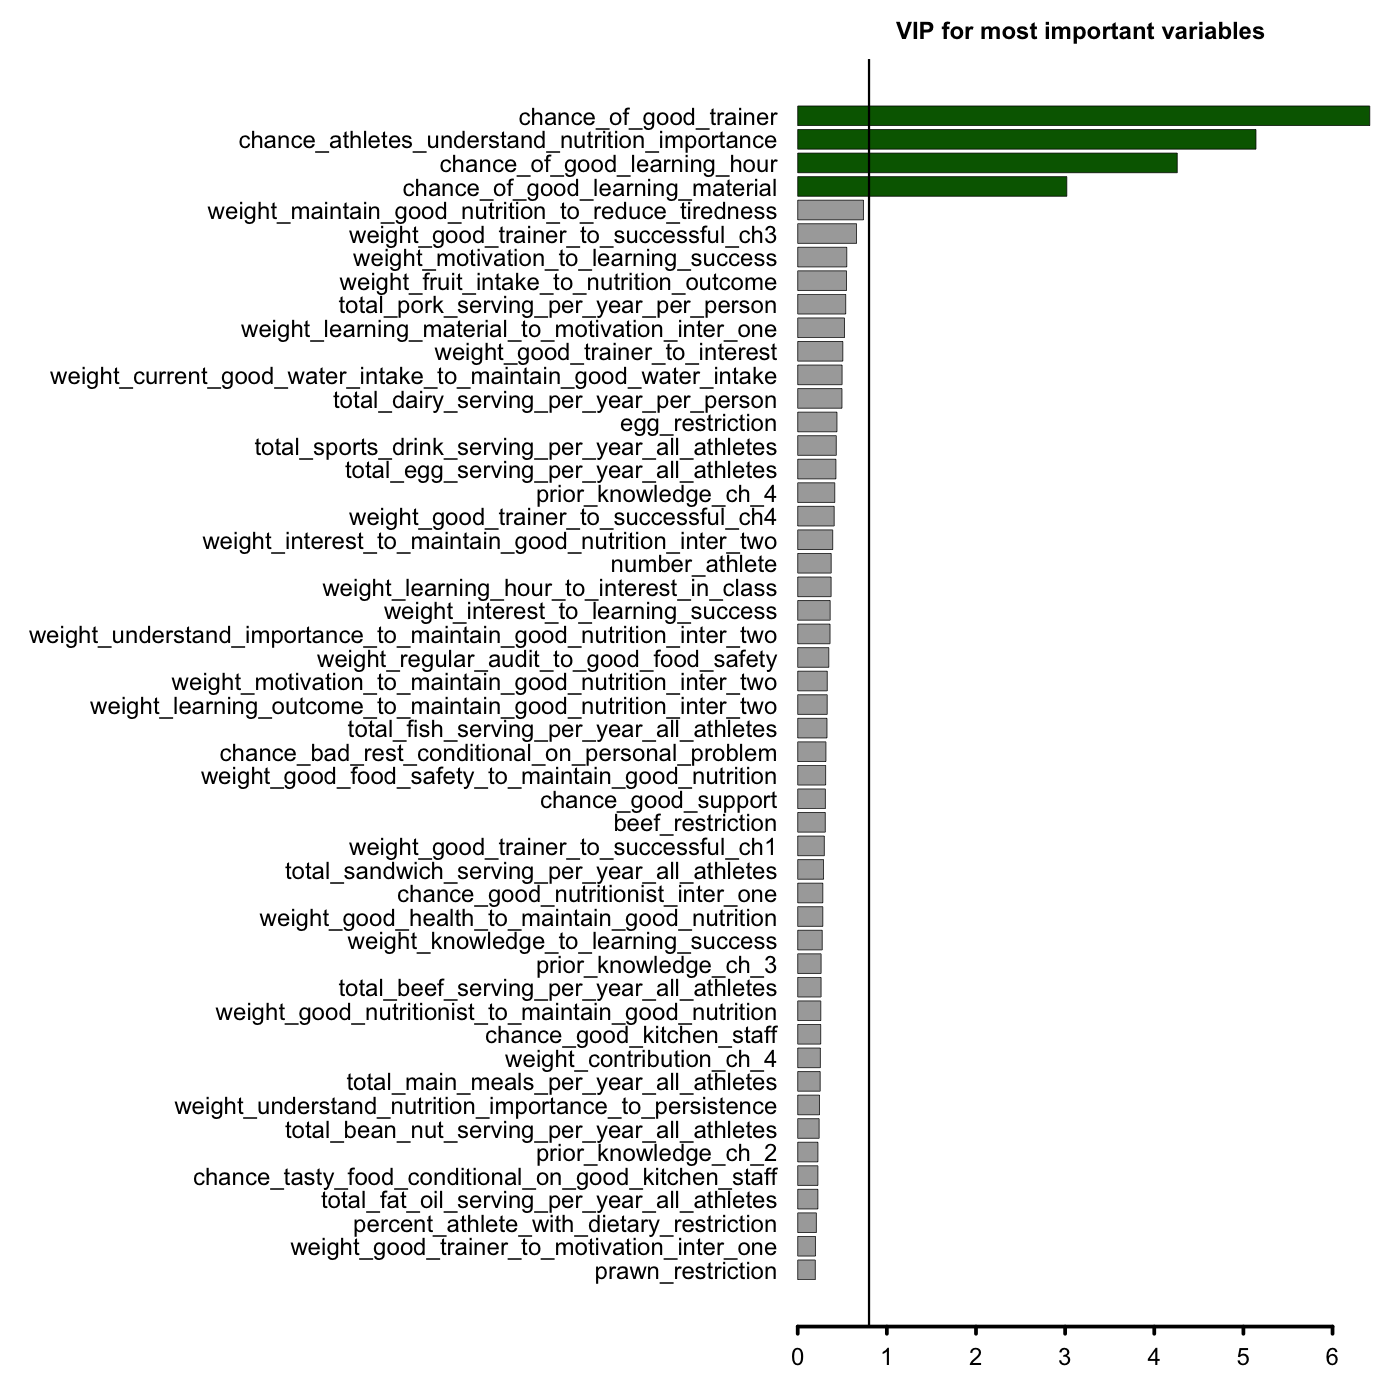 VIP for most important variables
chance_of_good_trainer
chance_athletes_understand_nutrition_importance
chance_of_good_learning_hour
chance_of_good_learning_material
weight_maintain_good_nutrition_to_reduce_tiredness
weight_good_trainer_to_successful_ch3
weight_motivation_to_learning_success
weight_fruit_intake_to_nutrition_outcome
total_pork_serving_per_year_per_person
weight_learning_material_to_motivation_inter_one
weight_good_trainer_to_interest
weight_current_good_water_intake_to_maintain_good_water_intake
total_dairy_serving_per_year_per_person
egg_restriction
total_sports_drink_serving_per_year_all_athletes
total_egg_serving_per_year_all_athletes
prior_knowledge_ch_4
weight_good_trainer_to_successful_ch4
weight_interest_to_maintain_good_nutrition_inter_two
number_athlete
weight_learning_hour_to_interest_in_class
weight_interest_to_learning_success
weight_understand_importance_to_maintain_good_nutrition_inter_two
weight_regular_audit_to_good_food_safety
weight_motivation_to_maintain_good_nutrition_inter_two
weight_learning_outcome_to_maintain_good_nutrition_inter_two
total_fish_serving_per_year_all_athletes
chance_bad_rest_conditional_on_personal_problem
weight_good_food_safety_to_maintain_good_nutrition
chance_good_support
beef_restriction
weight_good_trainer_to_successful_ch1
total_sandwich_serving_per_year_all_athletes
chance_good_nutritionist_inter_one
weight_good_health_to_maintain_good_nutrition
weight_knowledge_to_learning_success
prior_knowledge_ch_3
total_beef_serving_per_year_all_athletes
weight_good_nutritionist_to_maintain_good_nutrition
chance_good_kitchen_staff
weight_contribution_ch_4
total_main_meals_per_year_all_athletes
weight_understand_nutrition_importance_to_persistence
total_bean_nut_serving_per_year_all_athletes
prior_knowledge_ch_2
chance_tasty_food_conditional_on_good_kitchen_staff
total_fat_oil_serving_per_year_all_athletes
percent_athlete_with_dietary_restriction
weight_good_trainer_to_motivation_inter_one
prawn_restriction
0 1 2 3 4 5 6